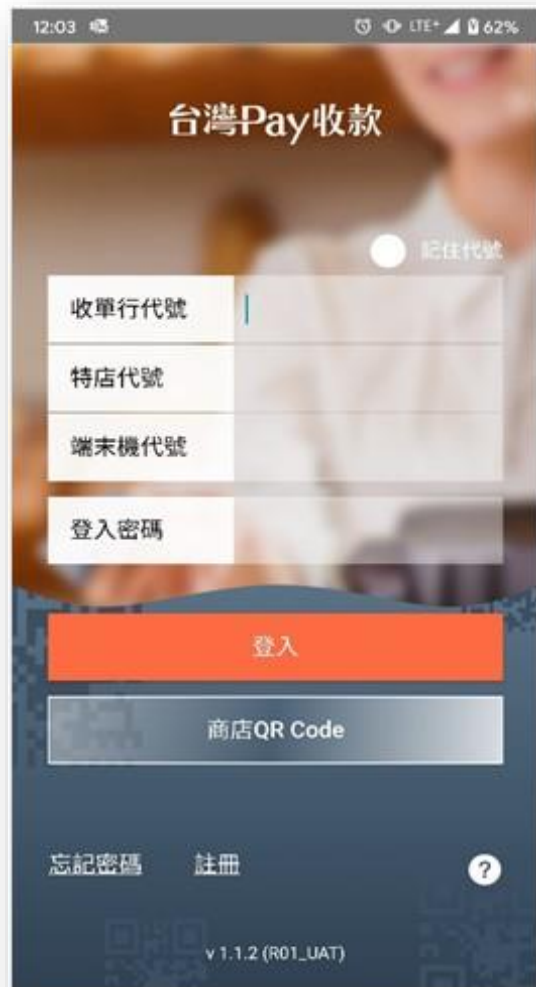 12:03 LTE+ 62%
台灣Pay收款
記住代號
收單行代號
特店代號
端末機代號
登入密碼
登入
商店QR Code
忘記密碼 註冊 ?
v 1.1.2 (R01_UAT)